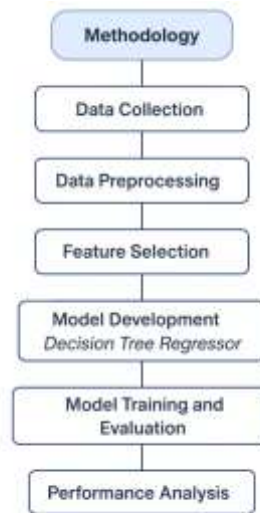 Methodology
Data Collection
Data Preprocessing
Feature Selection
Model Development
Decision Tree Regressor
Model Training and
Evaluation
Performance Analysis